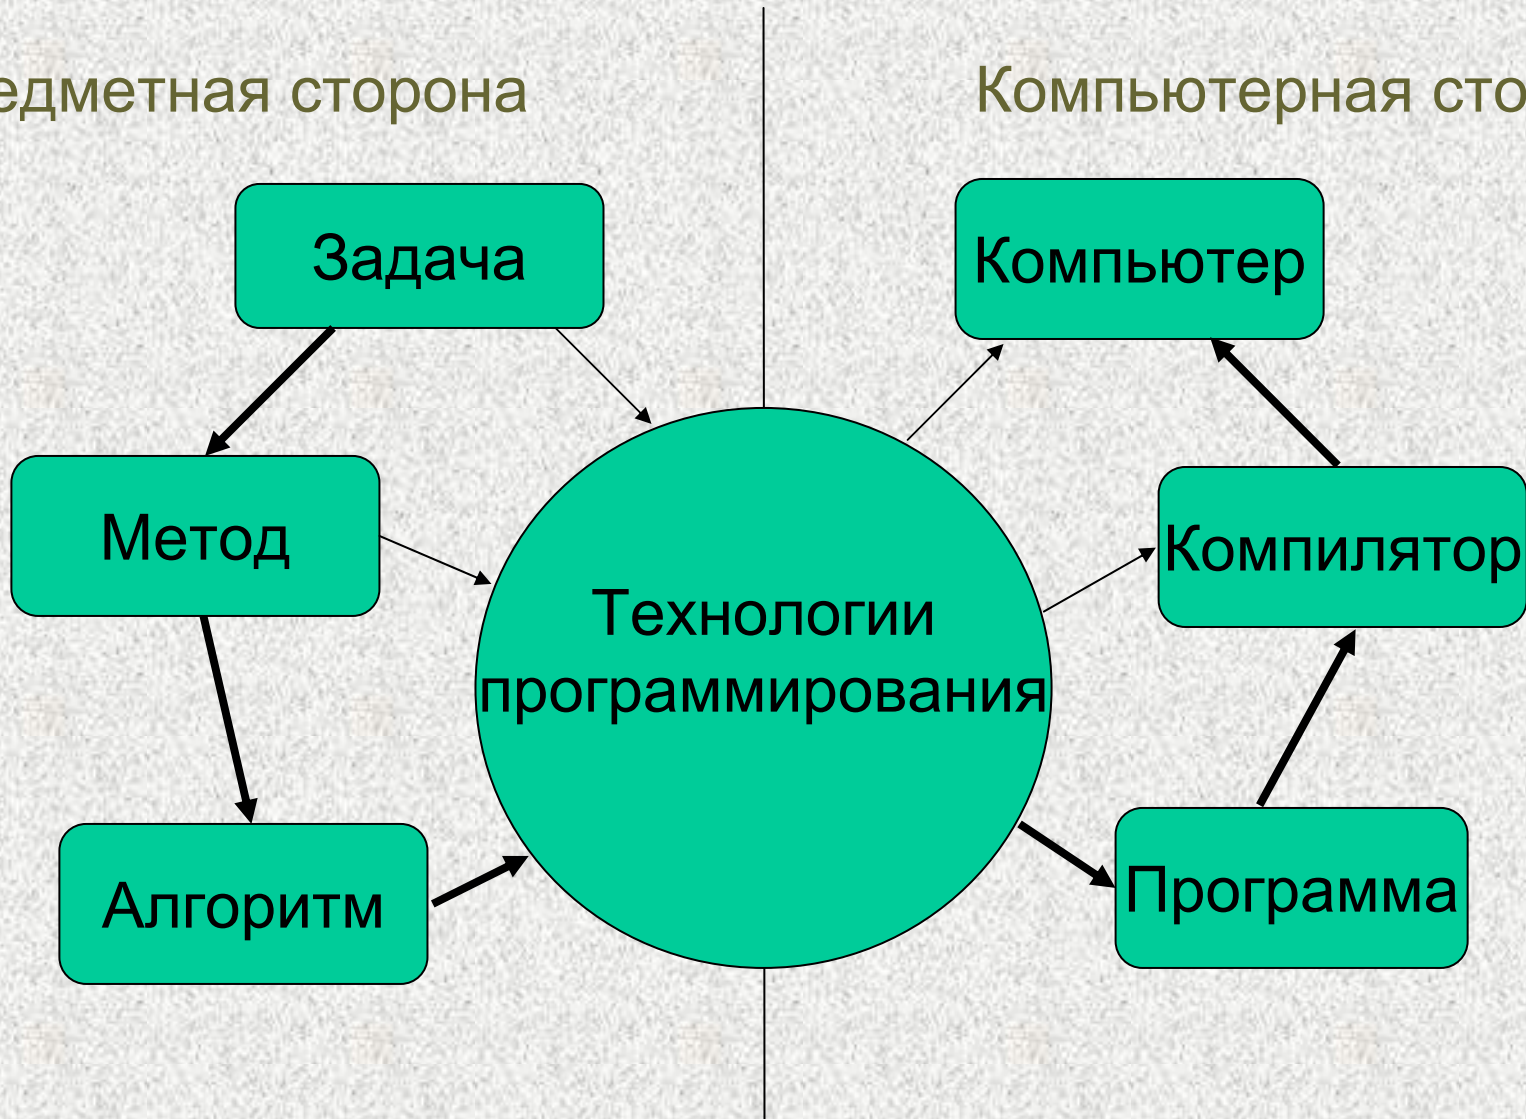 едметная сторона
Компьютерная сто
Задача
Компьютер
Метод
Компилятор
Технологии
программирования
Алгоритм
Программа